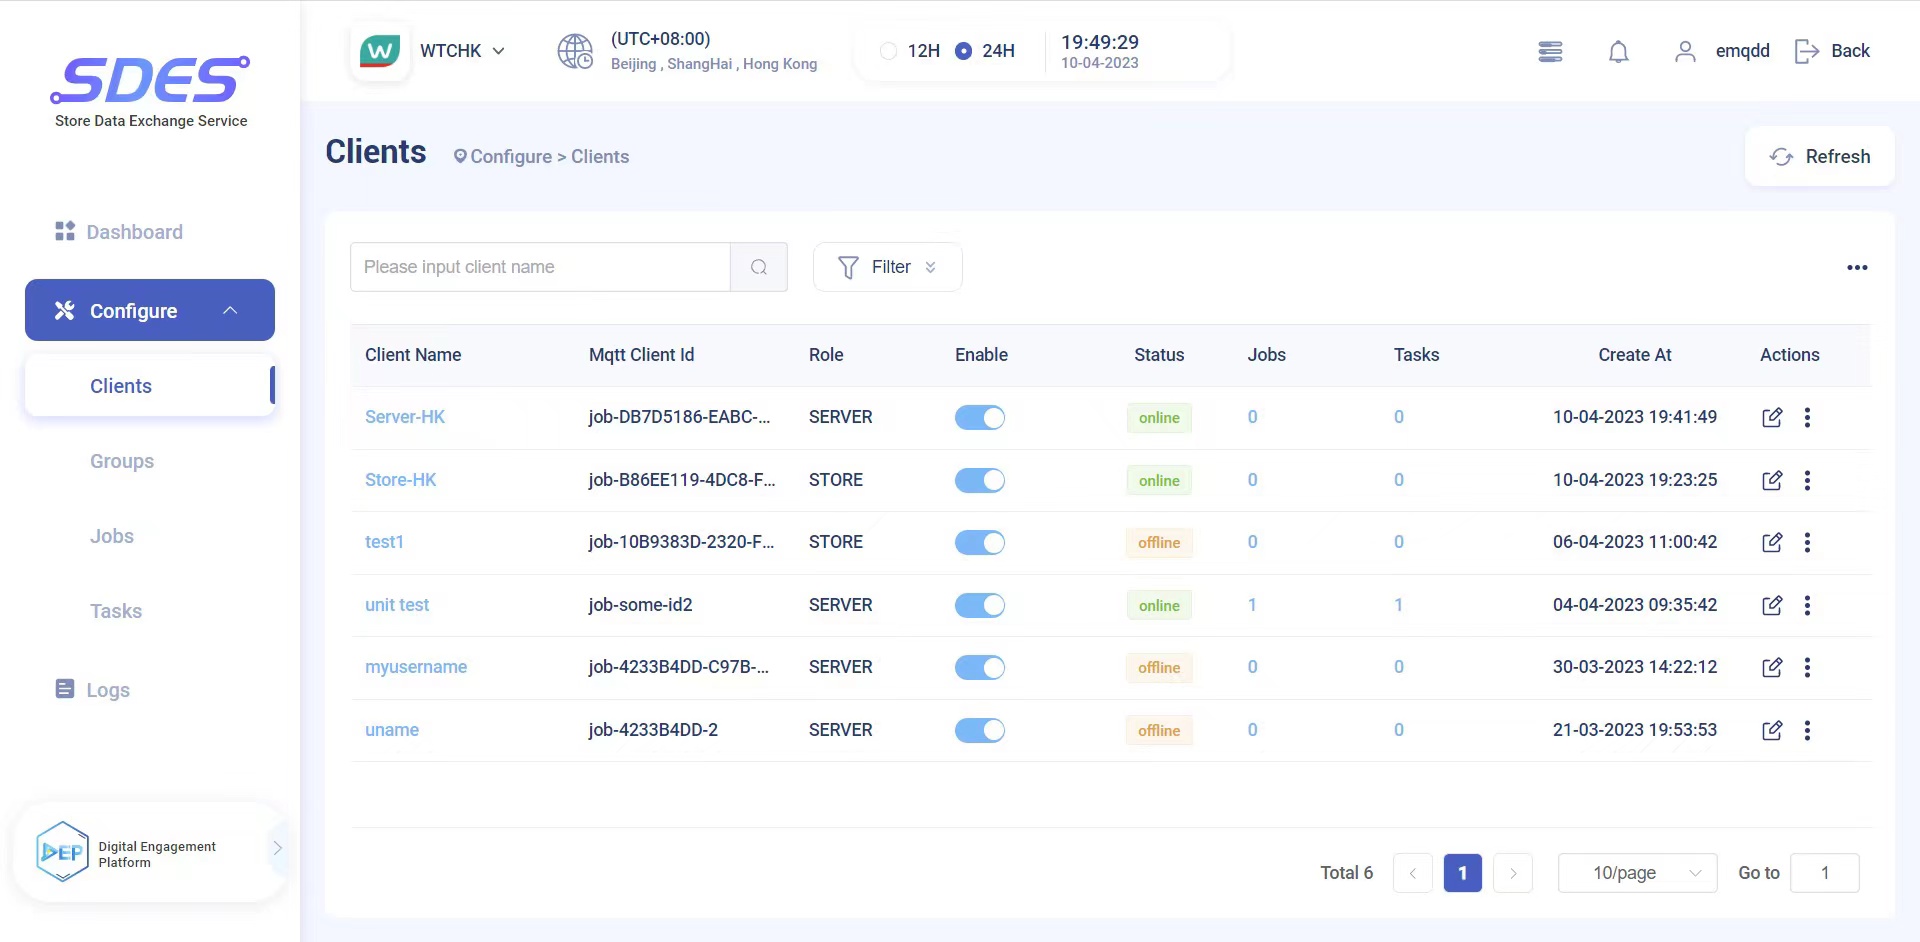 SDES
Store Data Exchange Service
Dashboard
Configure
Clients
Groups
Jobs
Tasks
Logs
DEP
Digital Engagement
Platform
W
WTCHK
(UTC+08:00)
Beijing , ShangHai , Hong Kong
12H 24H
19:49:29
10-04-2023
emqdd
Back
Clients
Configure > Clients
Refresh
Please input client name
Filter
Client Name Mqtt Client Id Role Enable Status Jobs Tasks Create At Actions
Server-HK job-DB7D5186-EABC-... SERVER online 0 0 10-04-2023 19:41:49
Store-HK job-B86EE119-4DC8-F... STORE online 0 0 10-04-2023 19:23:25
test1 job-10B9383D-2320-F... STORE offline 0 0 06-04-2023 11:00:42
unit test job-some-id2 SERVER online 1 1 04-04-2023 09:35:42
myusername job-4233B4DD-C97B-... SERVER offline 0 0 30-03-2023 14:22:12
uname job-4233B4DD-2 SERVER offline 0 0 21-03-2023 19:53:53
Total 6 < 1 > 10/page Go to 1